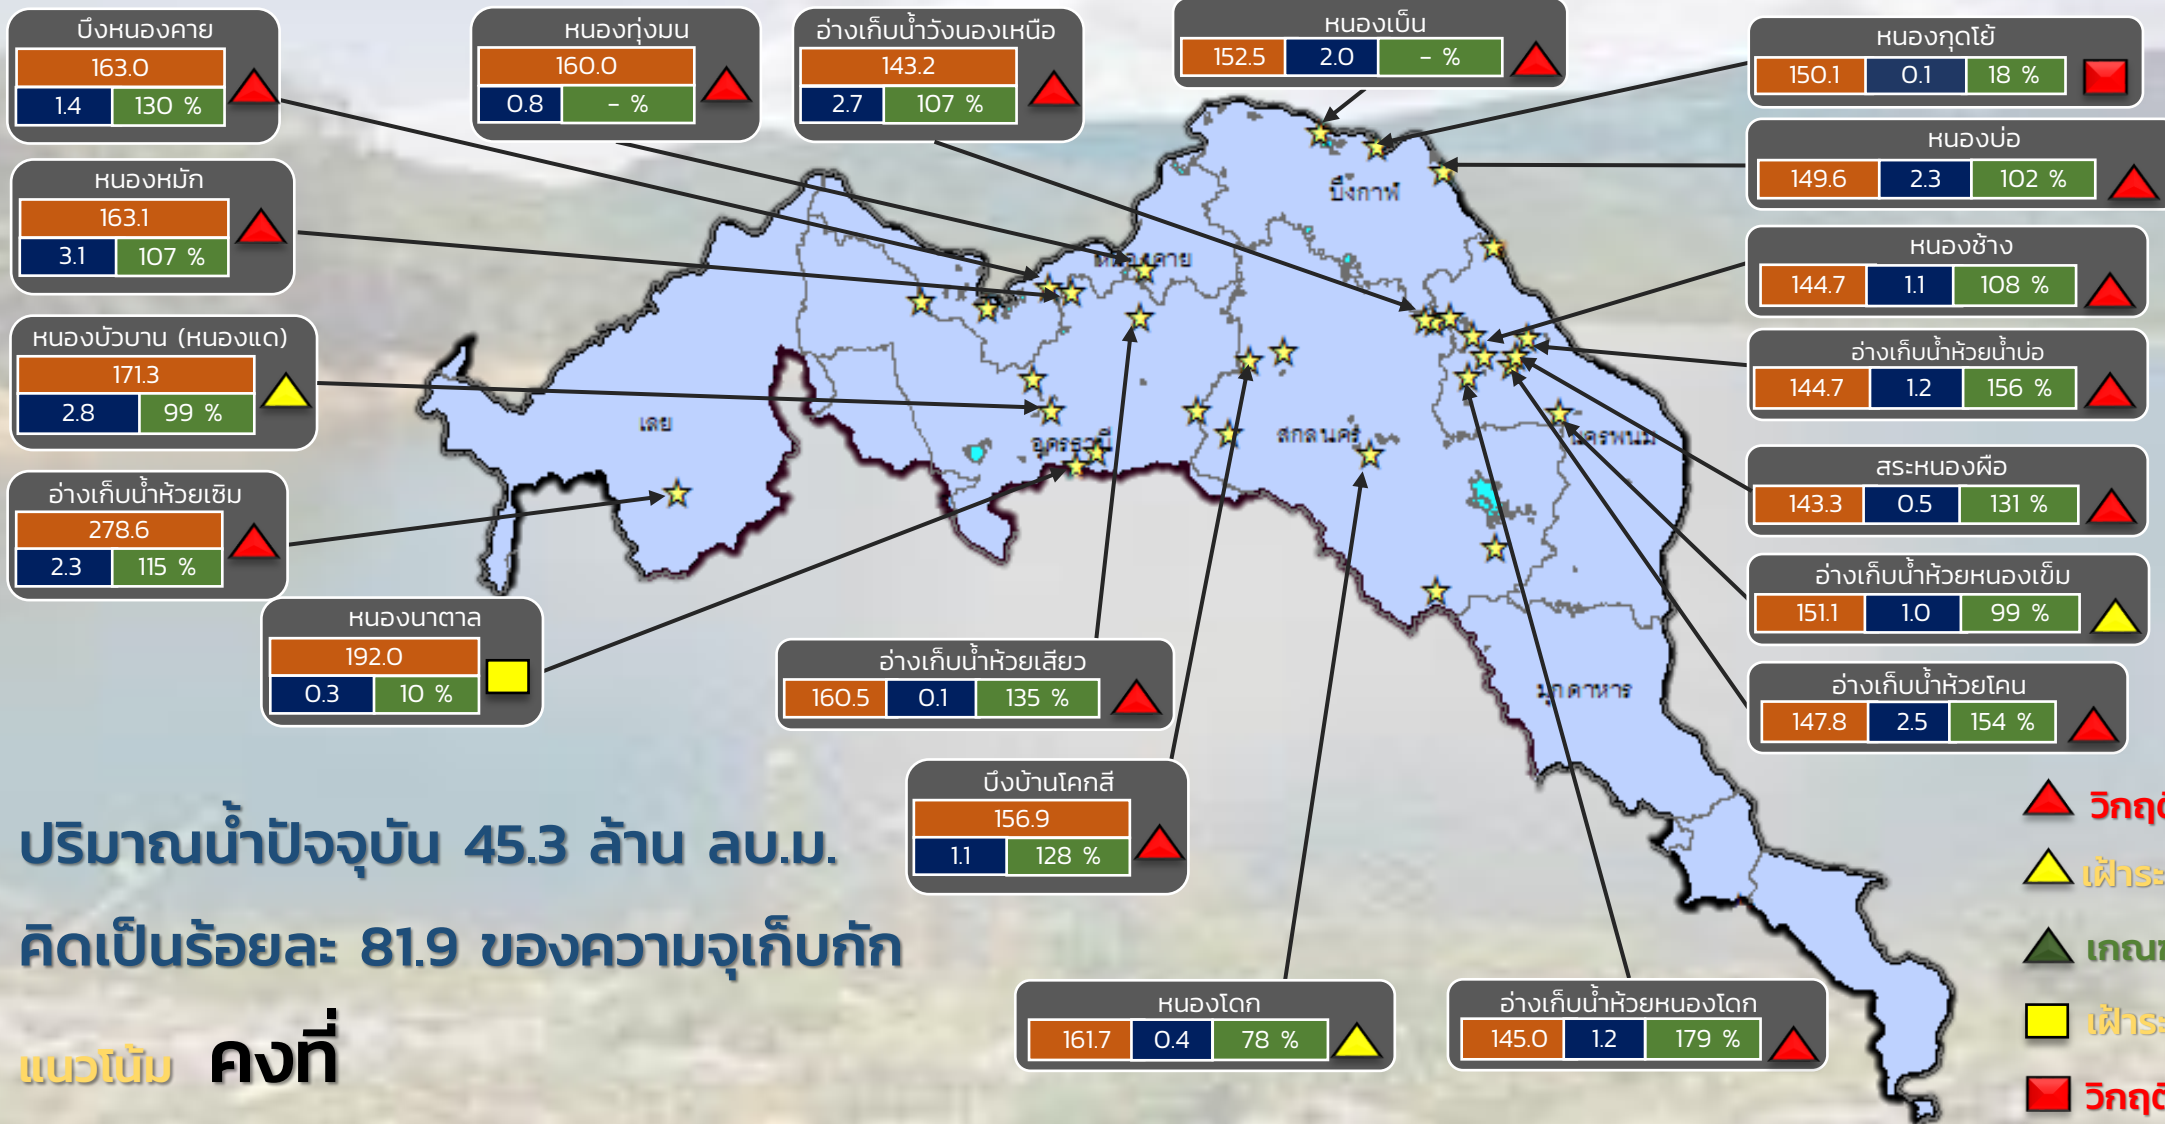 บึงหนองคาย
163.0
1.4 130 %
หนองทุ่งมน
160.0
0.8 - %
อ่างเก็บน้ำวังนองเหนือ
143.2
2.7 107 %
หนองเบ็น
152.5 2.0 - %
หนองกุดโย้
150.1 0.1 18 %
หนองหมัก
163.1
3.1 107 %
หนองบ่อ
149.6 2.3 102 %
หนองช้าง
144.7 1.1 108 %
หนองบัวบาน (หนองแด)
171.3
2.8 99 %
อ่างเก็บน้ำห้วยน้ำบ่อ
144.7 1.2 156 %
อ่างเก็บน้ำห้วยเซิม
278.6
2.3 115 %
สระหนองผือ
143.3 0.5 131 %
อ่างเก็บน้ำห้วยหนองเข็ม
151.1 1.0 99 %
หนองนาตาล
192.0
0.3 10 %
อ่างเก็บน้ำห้วยเสียว
160.5 0.1 135 %
อ่างเก็บน้ำห้วยโคน
147.8 2.5 154 %
บึงบ้านโคกสี
156.9
1.1 128 %
หนองโดก
161.7 0.4 78 %
อ่างเก็บน้ำห้วยหนองโดก
145.0 1.2 179 %
บึงกาฬ
เลย
อุดรธานี
สกลนคร
นครพนม
มุกดาหาร
ปริมาณน้ำปัจจุบัน 45.3 ล้าน ลบ.ม.
คิดเป็นร้อยละ 81.9 ของความจุเก็บกัก
แนวโน้ม คงที่